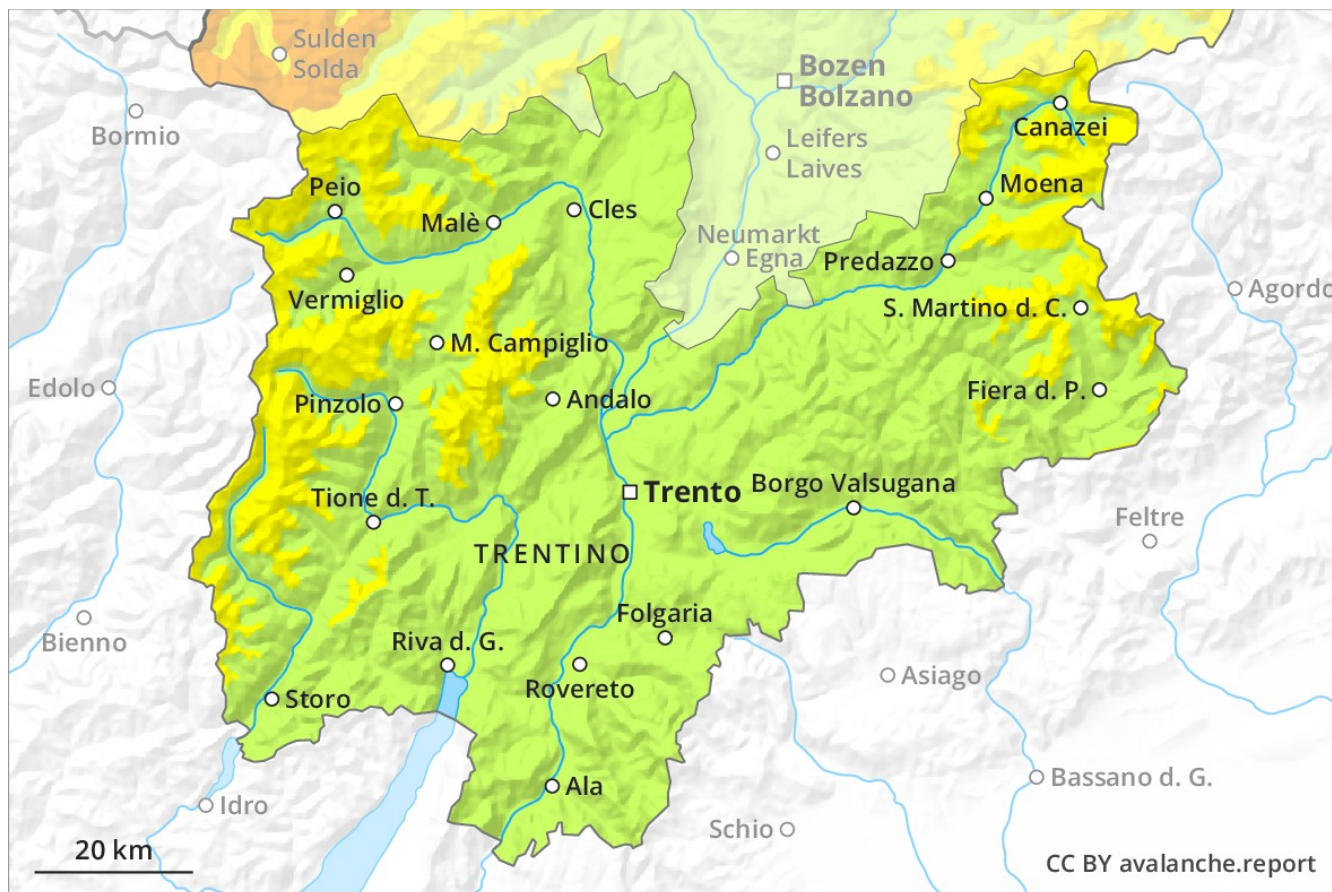 Sulden
Solda
Bozen
Bolzano
Bormio
Canazei
Leifers
Laives
Peio
Moena
Malè
Cles
Neumarkt
Egna
Predazzo
Vermiglio
Agordo
S. Martino d. C.
M. Campiglio
Edolo
Pinzolo
Andalo
Fiera d. P.
Trento
Borgo Valsugana
Tione d. T.
Feltre
TRENTINO
Bienno
Folgaria
Riva d. G.
Asiago
Rovereto
Storo
Bassano d. G.
Ala
Idro
Schio
20 km
CC BY avalanche.report